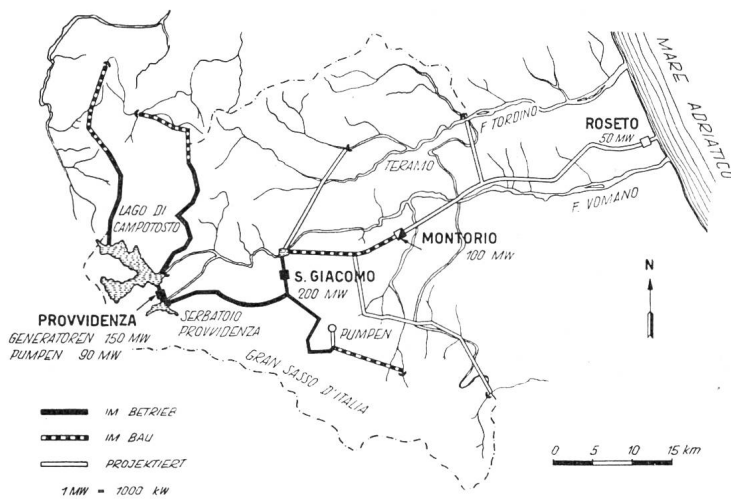 MARE ADRIATICO
F. TORDINO
ROSETO
50 MW
TERAMO
F. VOMANO
LAGO DI
CAMPOTOSTO
MONTORIO
100 MW
S. GIACOMO
200 MW
N
PROVVIDENZA
GENERATOREN 150 MW
PUMPEN 90 MW
SERBATOIO
PROVVIDENZA
PUMPEN
GRAN SASSO D'ITALIA
IM BETRIEB
IM BAU
PROJEKTIERT
1 MW = 1000 kW
0 5 10 15 km